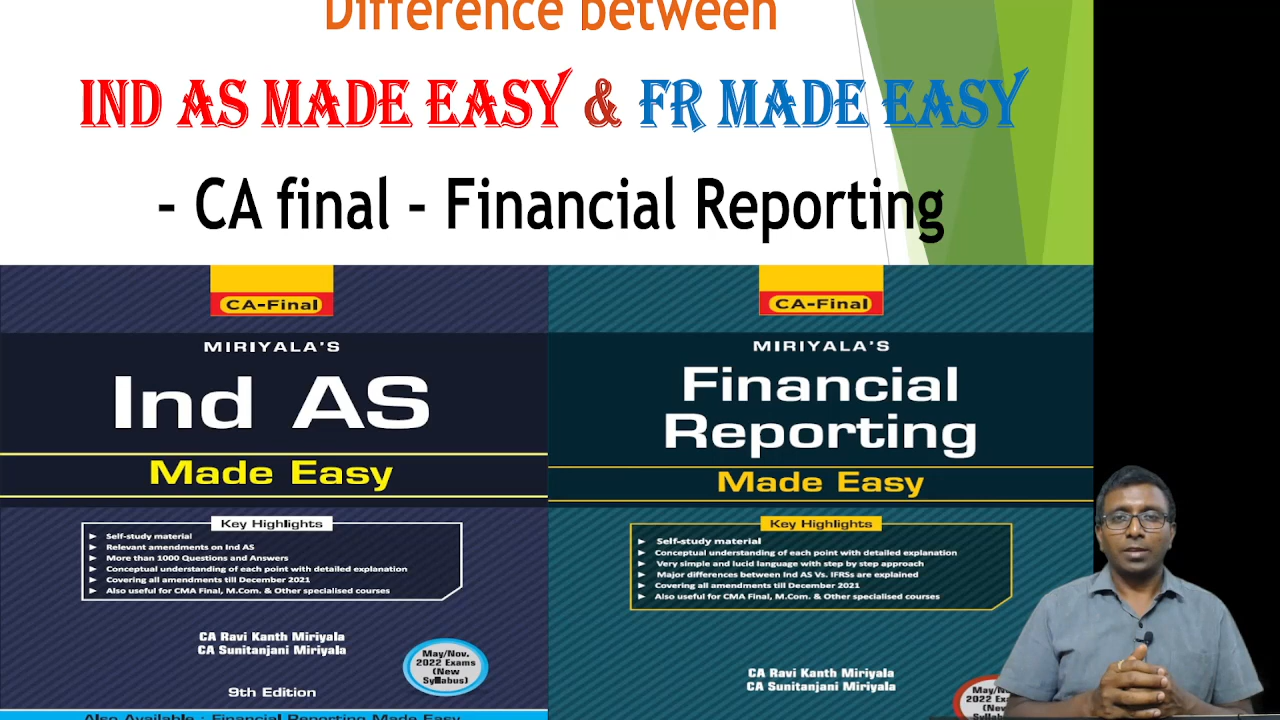 Difference between
IND AS MADE EASY & FR MADE EASY
- CA final - Financial Reporting
CA-Final
MIRIYALA'S
Ind AS
Made Easy
Key Highlights
Self-study material
Relevant amendments on Ind AS
More than 1000 Questions and Answers
Conceptual understanding of each point with detailed explanation
Covering all amendments till December 2021
Also useful for CMA Final, M.Com. & Other specialised courses
CA Ravi Kanth Miriyala
CA Sunitanjani Miriyala
May/Nov.
2022 Exams
(New
Syllabus)
9th Edition
Also Available : Financial Reporting Made Easy
CA-Final
MIRIYALA'S
Financial
Reporting
Made Easy
Key Highlights
Self-study material
Conceptual understanding of each point with detailed explanation
Very simple and lucid language with step by step approach
Major differences between Ind AS Vs. IFRSs are explained
Covering all amendments till December 2021
Also useful for CMA Final, M.Com. & Other specialised courses
CA Ravi Kanth Miriyala
CA Sunitanjani Miriyala
(New